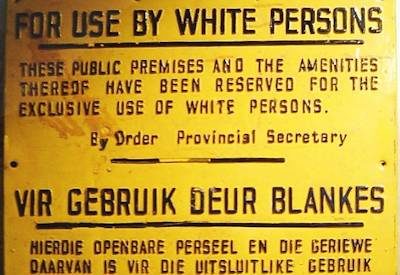 FOR USE BY WHITE PERSONS
THESE PUBLIC PREMISES AND THE AMENITIES
THEREOF HAVE BEEN RESERVED FOR THE
EXCLUSIVE USE OF WHITE PERSONS.
By Order Provincial Secretary
VIR GEBRUIK DEUR BLANKES
HIERDIE OPENBARE PERSEEL EN DIE GERIEWE
DAARVAN IS VIR DIE UITSLUITLIKE GEBRUIK